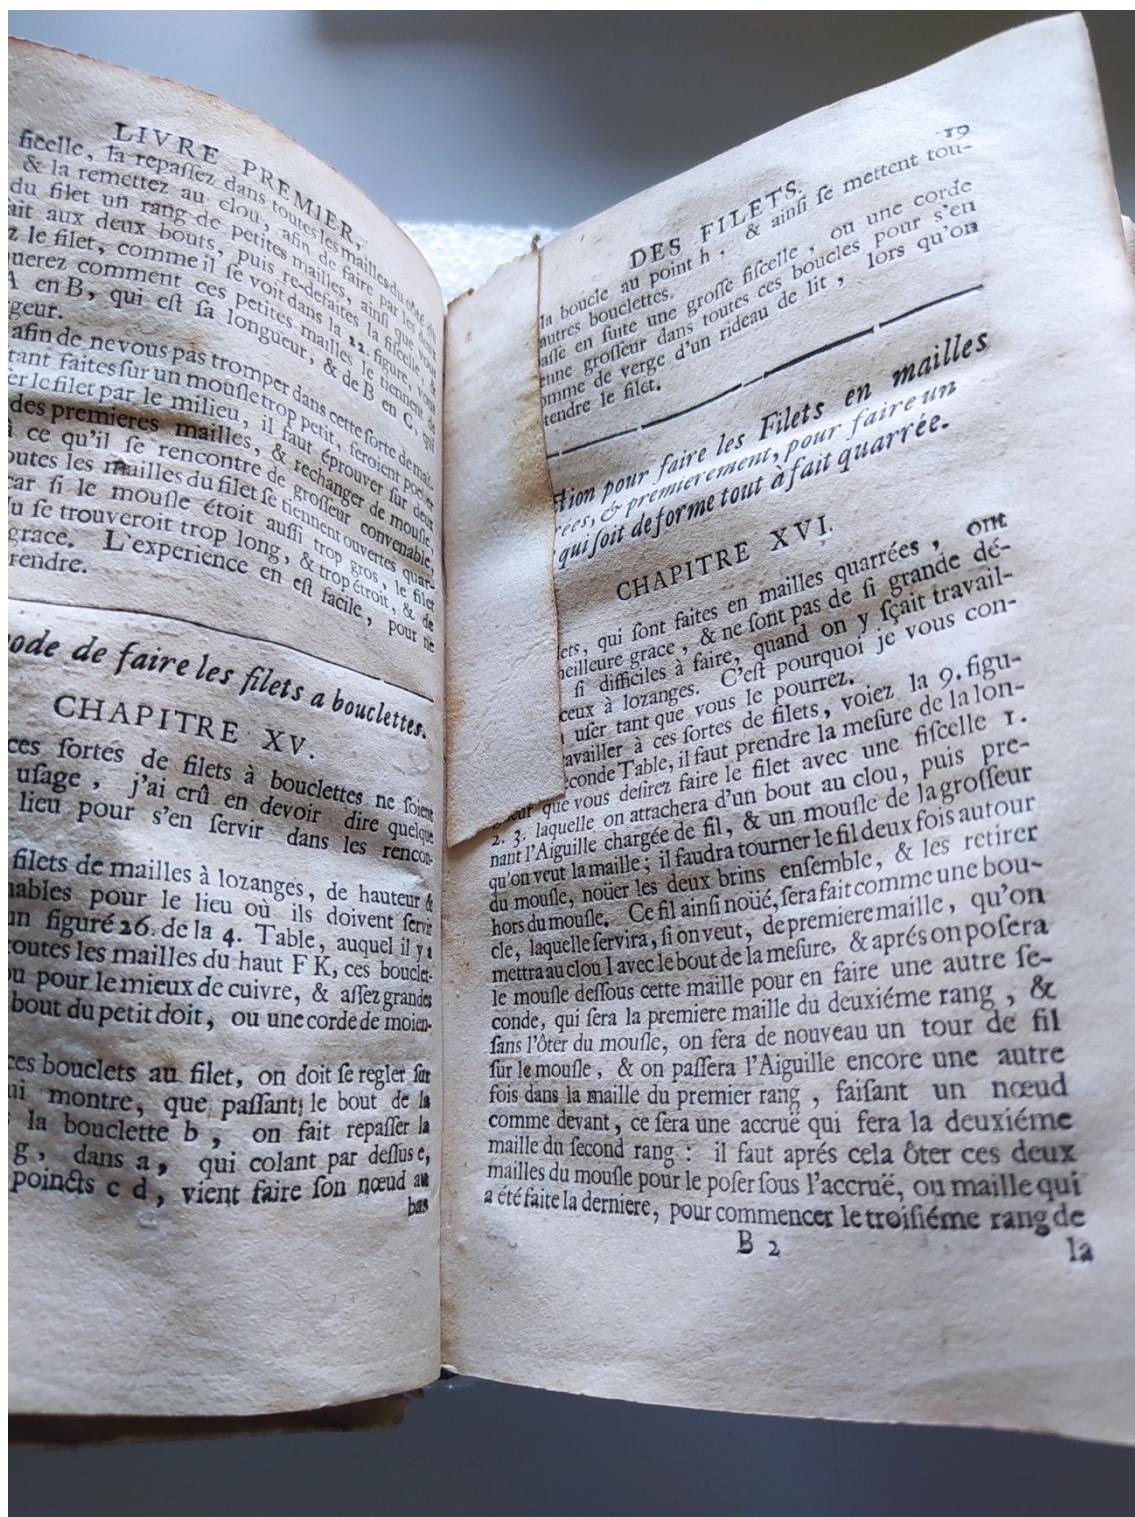 LIVRE PREMIER,
ficelle, la repaſſez dans toutes les mailles du côté du
& la remettez au clou, afin de faire par les deux
du filet un rang de petites mailles, ainſi que vous
ait aux deux bouts, puis re-defaites la fiſcelle, &
z le filet, comme il ſe voit dans la 22. figure, vous
querez comment ces petites mailles le tiennent de
A en B, qui eſt ſa longueur, & de B en C, qui
geur.
afin de ne vous pas tromper dans cette ſorte de mail-
tant faites ſur un mouſle trop petit, feroient
er le filet par le milieu, il faut éprouver ſur deux
des premieres mailles, & rechanger de mouſle,
à ce qu'il ſe rencontre de groſſeur convenable,
outes les mailles du filet ſe tiennent ouvertes quar-
car ſi le mouſle étoit auſſi trop gros, le filet
u ſe trouveroit trop long, & trop étroit, & de
grace. L'experience en eſt facile, pour ne
rendre.
ode de faire les filets a bouclettes.
CHAPITRE XV.
ces ſortes de filets à bouclettes ne ſoient
uſage, j'ai crû en devoir dire quelque
lieu pour s'en ſervir dans les rencon-
filets de mailles à lozanges, de hauteur &
ables pour le lieu où ils doivent ſervir
un figuré 26. de la 4. Table, auquel il y a
toutes les mailles du haut F K, ces bouclet-
ou pour le mieux de cuivre, & aſſez grandes
bout du petit doit, ou une corde de moien-
ces bouclets au filet, on doit ſe regler ſur
ui montre, que paſſant le bout de la
la bouclette b, on fait repaſſer la
g, dans a, qui colant par deſſus e,
poincts c d, vient faire ſon nœud au
bas
19
DES FILETS.
la boucle au point h, & ainſi ſe mettent tou-
autres bouclettes.
aſſe en ſuite une groſſe fiſcelle, ou une corde
enne groſſeur dans toutes ces boucles pour s'en
omme de verge d'un rideau de lit, lors qu'on
tendre le filet.
ction pour faire les Filets en mailles
rées, & premierement, pour faire un
qui ſoit de forme tout à fait quarrée.
CHAPITRE XVI.
ets, qui ſont faites en mailles quarrées, ont
meilleure grace, & ne ſont pas de ſi grande dé-
ſi difficiles à faire, quand on y ſçait travail-
ceux à lozanges. C'eſt pourquoi je vous con-
uſer tant que vous le pourrez.
availler à ces ſortes de filets, voiez la 9. figu-
econde Table, il faut prendre la meſure de la lon-
gueur que vous deſirez faire le filet avec une fiſcelle 1.
2. 3. laquelle on attachera d'un bout au clou, puis pre-
nant l'Aiguille chargée de fil, & un mouſle de la groſſeur
qu'on veut la maille; il faudra tourner le fil deux fois autour
du mouſle, noüer les deux brins enſemble, & les retirer
hors du mouſle. Ce fil ainſi noüé, ſera fait comme une bou-
cle, laquelle ſervira, ſi on veut, de premiere maille, qu'on
mettra au clou I avec le bout de la meſure, & aprés on poſera
le mouſle deſſous cette maille pour en faire une autre ſe-
conde, qui ſera la premiere maille du deuxiéme rang, &
ſans l'ôter du mouſle, on fera de nouveau un tour de fil
ſur le mouſle, & on paſſera l'Aiguille encore une autre
fois dans la maille du premier rang, faiſant un nœud
comme devant, ce ſera une accruë qui fera la deuxiéme
maille du ſecond rang: il faut aprés cela ôter ces deux
mailles du mouſle pour le poſer ſous l'accruë, ou maille qui
a été faite la derniere, pour commencer le troiſiéme rang de
B 2
la